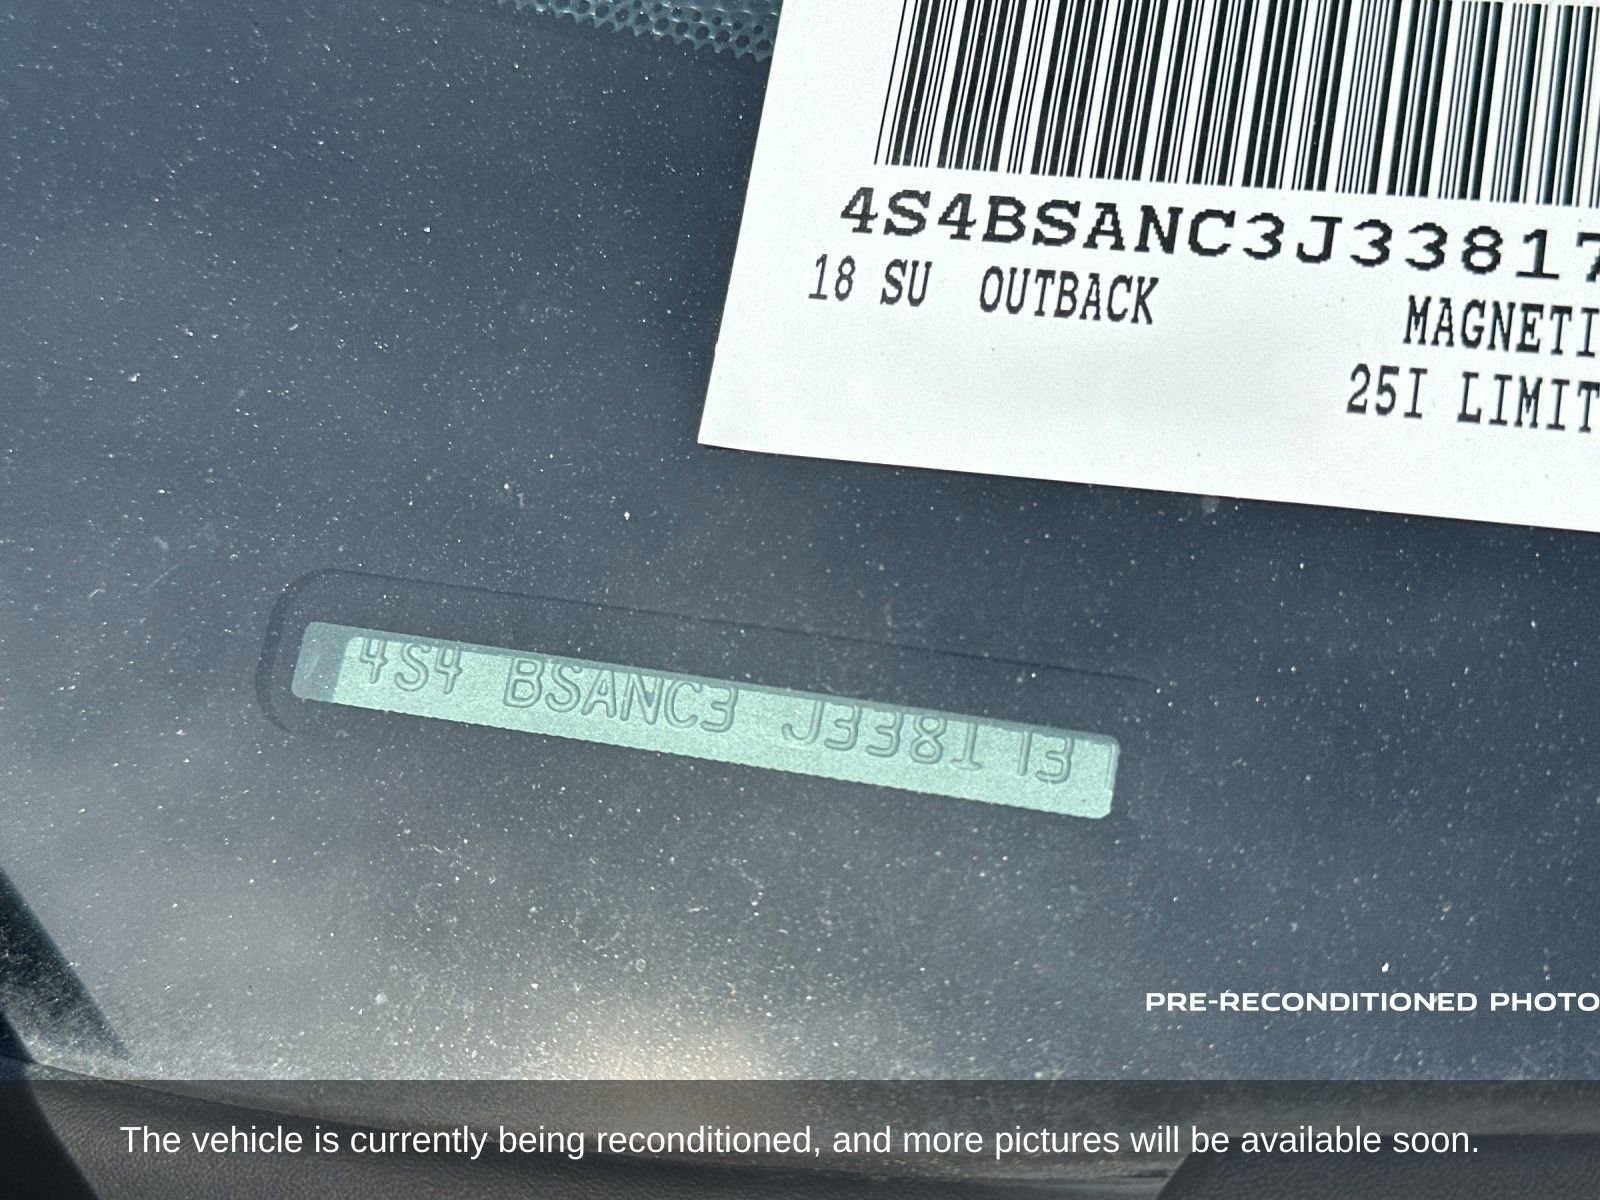 4S4BSANC3J33817
18 SU OUTBACK
MAGNETI
25I LIMIT
4S4 BSANC3
PRE-RECONDITIONED PHOTO
The vehicle is currently being reconditioned, and more pictures will be available soon.